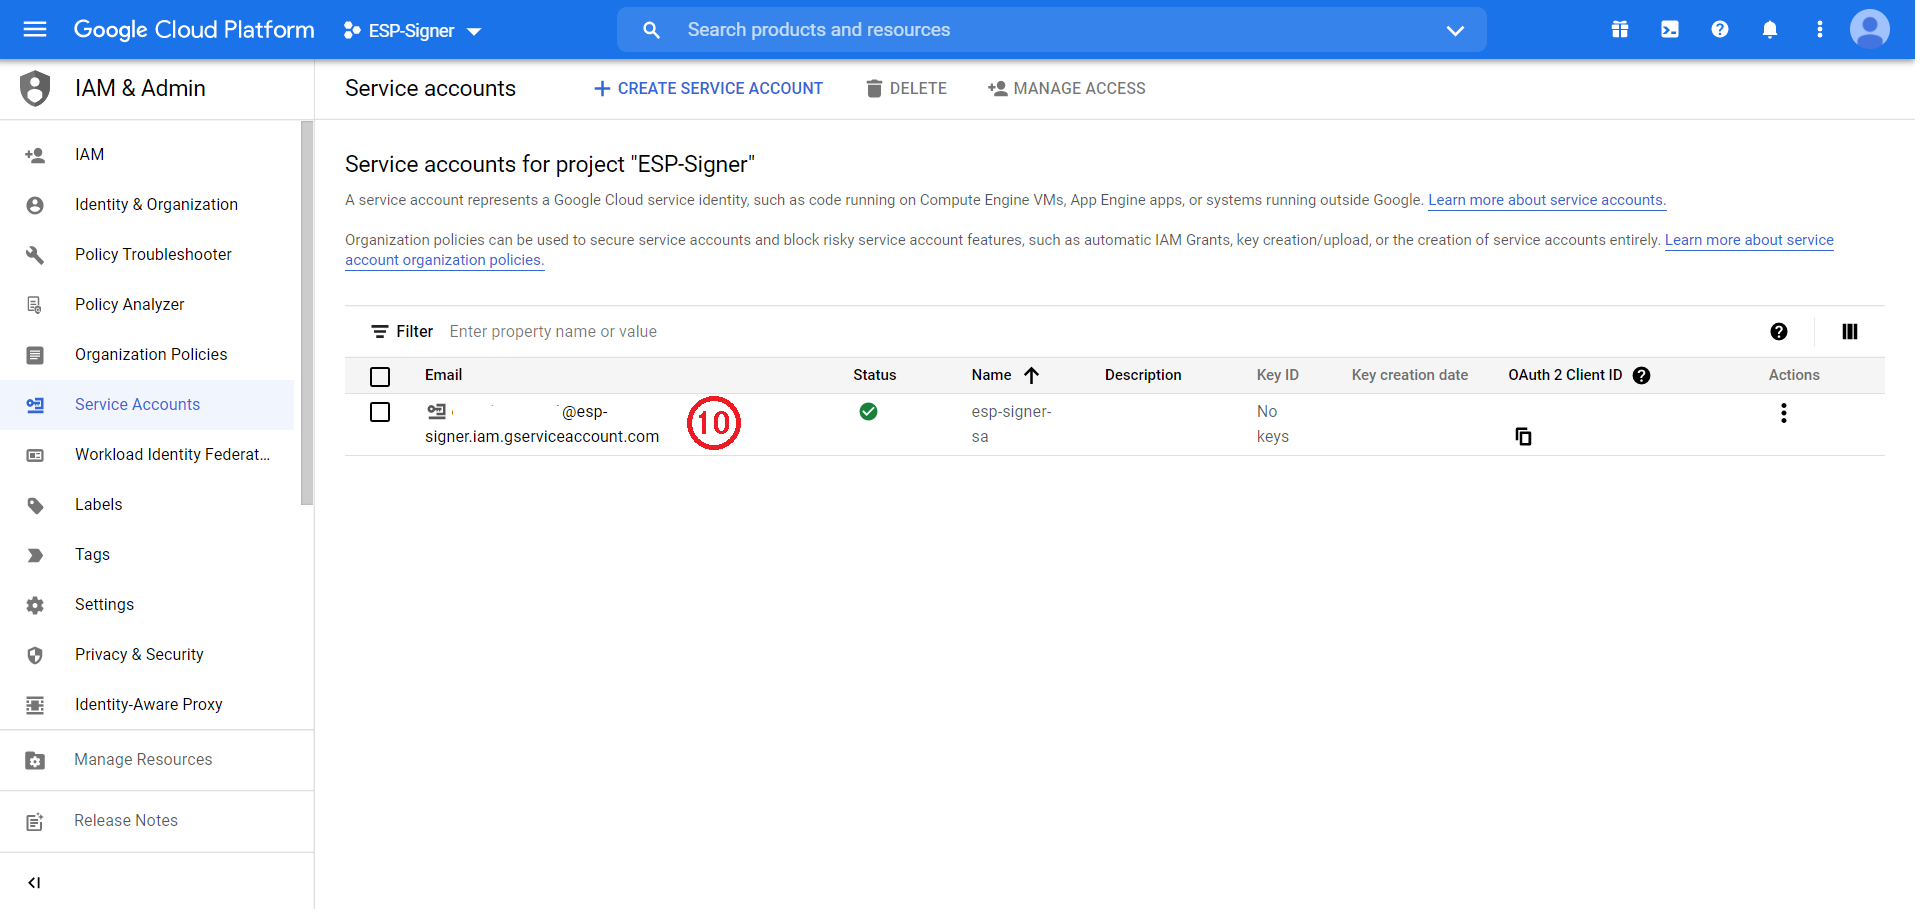 Google Cloud Platform
ESP-Signer
Search products and resources
IAM & Admin
Service accounts
CREATE SERVICE ACCOUNT
DELETE
MANAGE ACCESS
IAM
Identity & Organization
Policy Troubleshooter
Policy Analyzer
Organization Policies
Service Accounts
Workload Identity Federat...
Labels
Tags
Settings
Privacy & Security
Identity-Aware Proxy
Manage Resources
Release Notes
Service accounts for project "ESP-Signer"
A service account represents a Google Cloud service identity, such as code running on Compute Engine VMs, App Engine apps, or systems running outside Google. Learn more about service accounts.
Organization policies can be used to secure service accounts and block risky service account features, such as automatic IAM Grants, key creation/upload, or the creation of service accounts entirely. Learn more about service
account organization policies.
Filter Enter property name or value
Email Status Name Description Key ID Key creation date OAuth 2 Client ID Actions
@esp-
signer.iam.gserviceaccount.com
10
esp-signer-
sa
No
keys